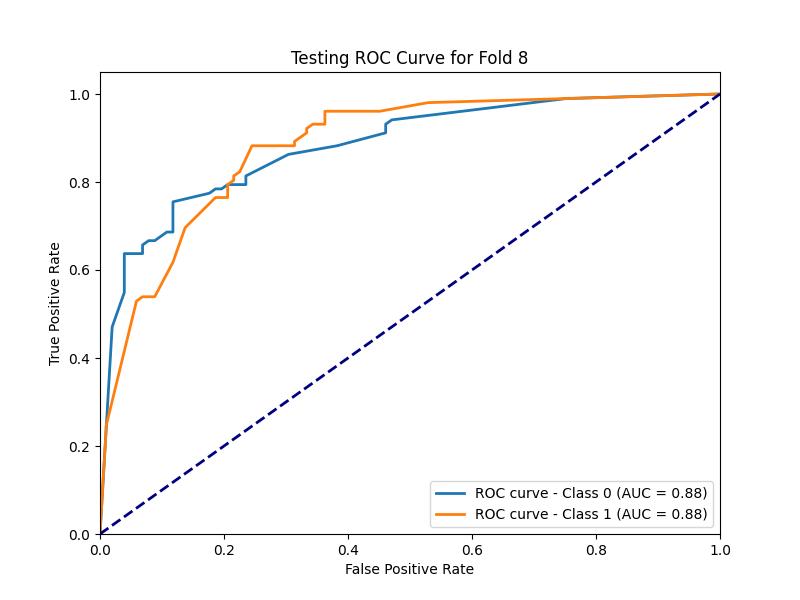 Testing ROC Curve for Fold 8
True Positive Rate
1.0
0.8
0.6
0.4
0.2
0.0
ROC curve - Class 0 (AUC = 0.88)
ROC curve - Class 1 (AUC = 0.88)
0.0 0.2 0.4 0.6 0.8 1.0
False Positive Rate